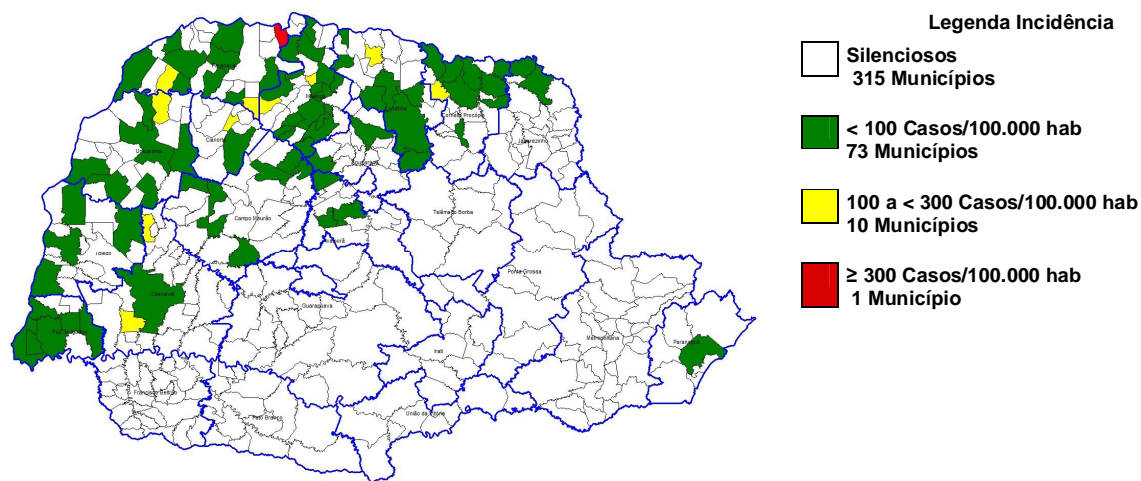 Legenda Incidência
Silenciosos
315 Municípios
< 100 Casos/100.000 hab
73 Municípios
100 a < 300 Casos/100.000 hab
10 Municípios
≥ 300 Casos/100.000 hab
1 Município
Cornélio Procópio
Jacarezinho
Umuarama
Campo Mourão
Telêmaco Borba
Toledo
Ponta Grossa
Cascavel
Guarapuava
Irati
Metropolitana
Paranaguá
Francisco Beltrão
Pato Branco
União da Vitória